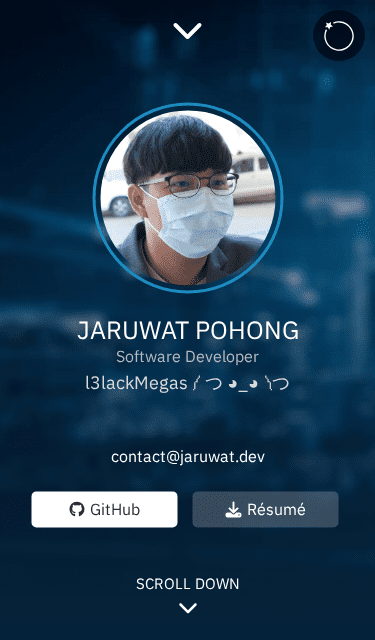 JARUWAT POHONG
Software Developer
l3lackMegas ༼ つ ◕_◕ ༽つ
contact@jaruwat.dev
GitHub
Résumé
SCROLL DOWN